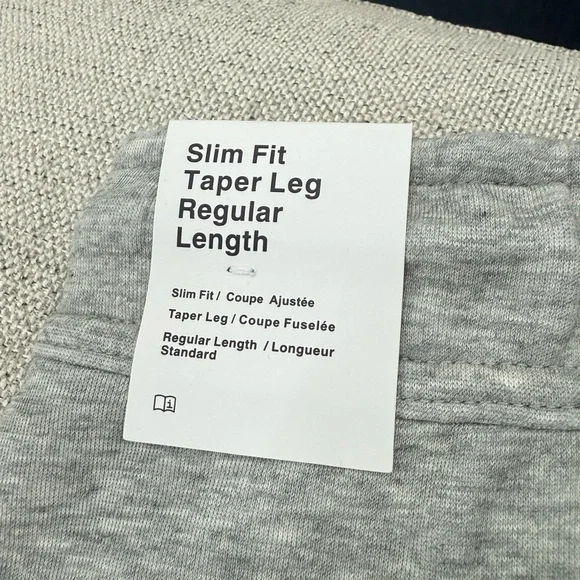 Slim Fit
Taper Leg
Regular
Length
Slim Fit / Coupe Ajustée
Taper Leg / Coupe Fuselée
Regular Length / Longueur
Standard
i